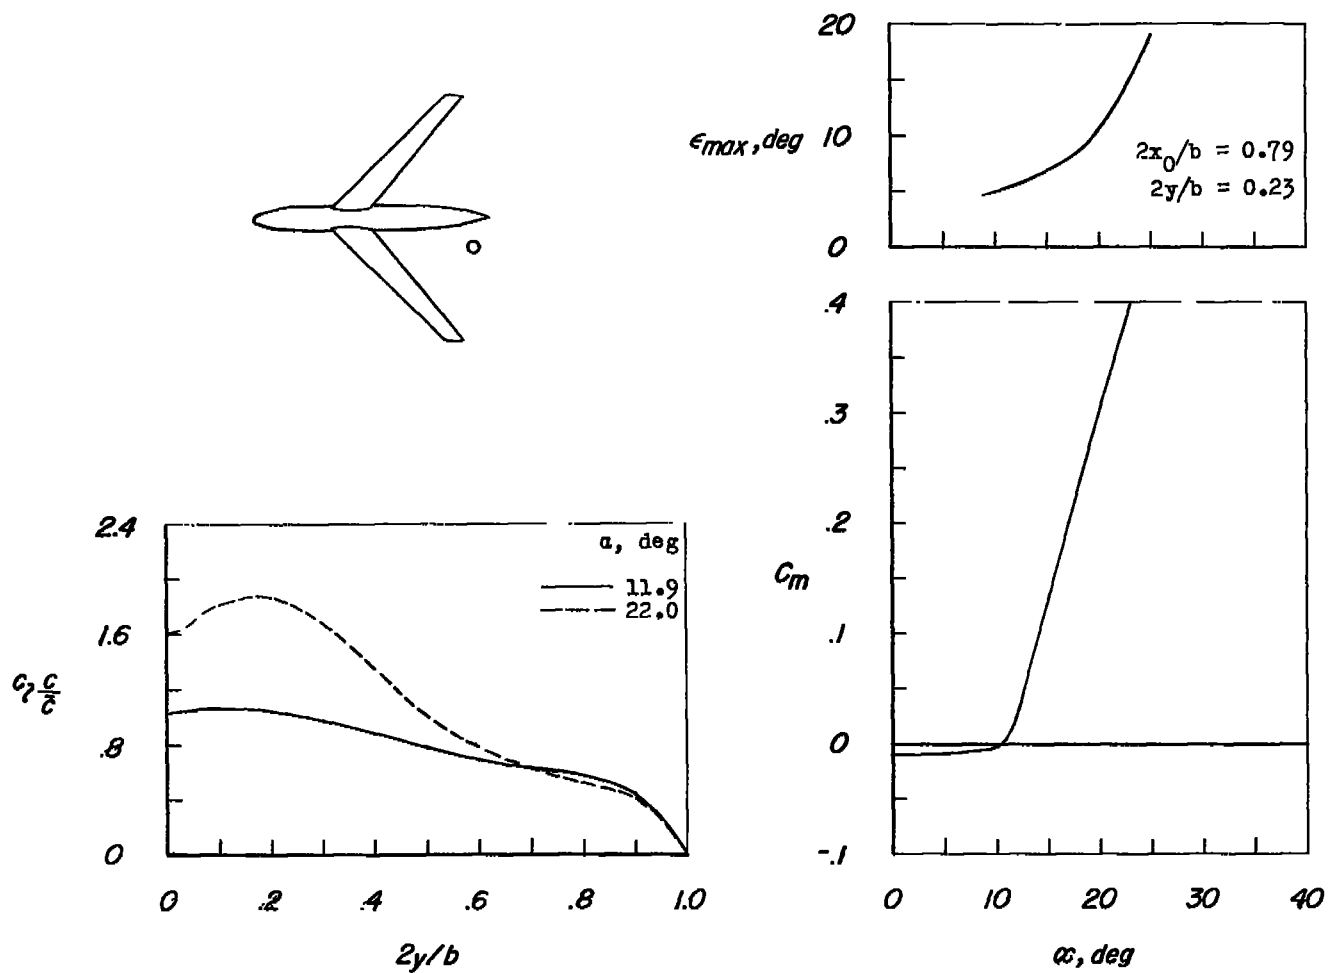 20
ϵmax, deg 10
2x0/b = 0.79
2y/b = 0.23
0
.4
.3
.2
Cm
.1
0
-.1
0 10 20 30 40
α, deg
2.4
α, deg
11.9
22.0
1.6
cl c/c̄
.8
0
0 .2 .4 .6 .8 1.0
2y/b